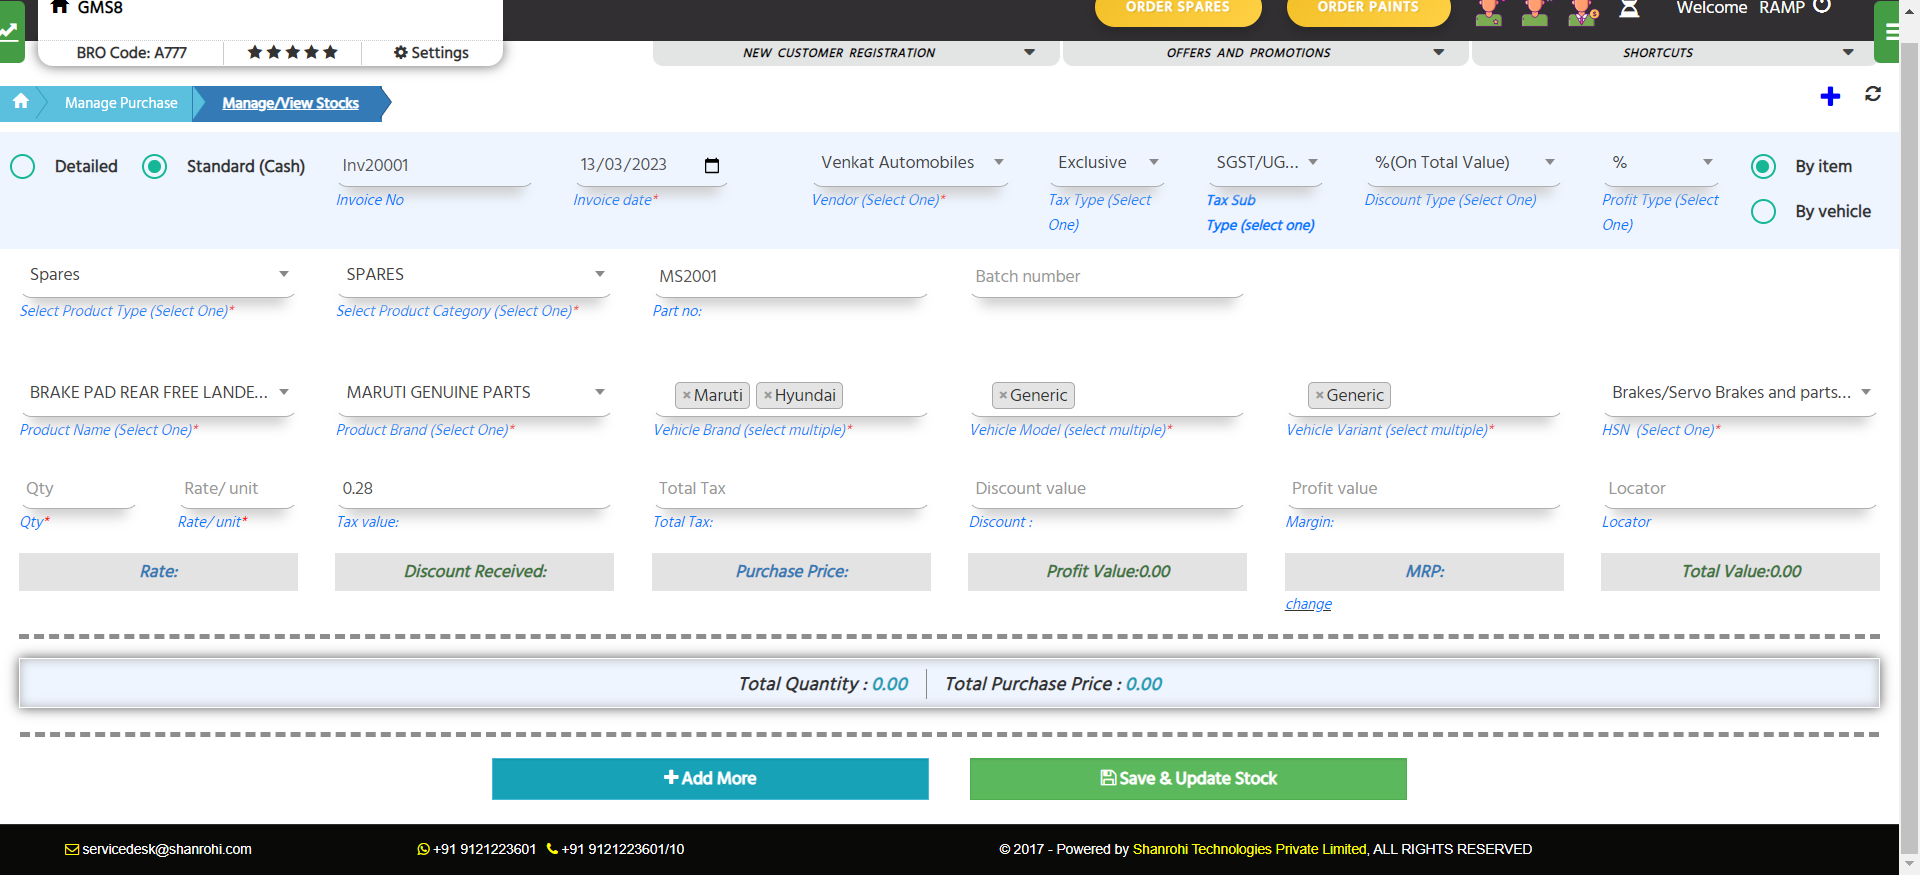 GMS8
ORDER SPARES
ORDER PAINTS
Welcome RAMP
BRO Code: A777
Settings
NEW CUSTOMER REGISTRATION
OFFERS AND PROMOTIONS
SHORTCUTS
Manage Purchase
Manage/View Stocks
Detailed
Standard (Cash)
Inv20001
13/03/2023
Venkat Automobiles
Exclusive
SGST/UG...
%(On Total Value)
%
By item
Invoice No
Invoice date*
Vendor (Select One)*
Tax Type (Select
One)
Tax Sub
Type (select one)
Discount Type (Select One)
Profit Type (Select
One)
By vehicle
Spares
SPARES
MS2001
Batch number
Select Product Type (Select One)*
Select Product Category (Select One)*
Part no:
BRAKE PAD REAR FREE LANDE...
MARUTI GENUINE PARTS
×Maruti ×Hyundai
×Generic
×Generic
Brakes/Servo Brakes and parts...
Product Name (Select One)*
Product Brand (Select One)*
Vehicle Brand (select multiple)*
Vehicle Model (select multiple)*
Vehicle Variant (select multiple)*
HSN (Select One)*
Qty
Rate/ unit
0.28
Total Tax
Discount value
Profit value
Locator
Qty*
Rate/ unit*
Tax value:
Total Tax:
Discount :
Margin:
Locator
Rate:
Discount Received:
Purchase Price:
Profit Value:0.00
MRP:
Total Value:0.00
change
Total Quantity : 0.00
Total Purchase Price : 0.00
Add More
Save & Update Stock
servicedesk@shanrohi.com
+91 9121223601
+91 9121223601/10
© 2017 - Powered by Shanrohi Technologies Private Limited, ALL RIGHTS RESERVED